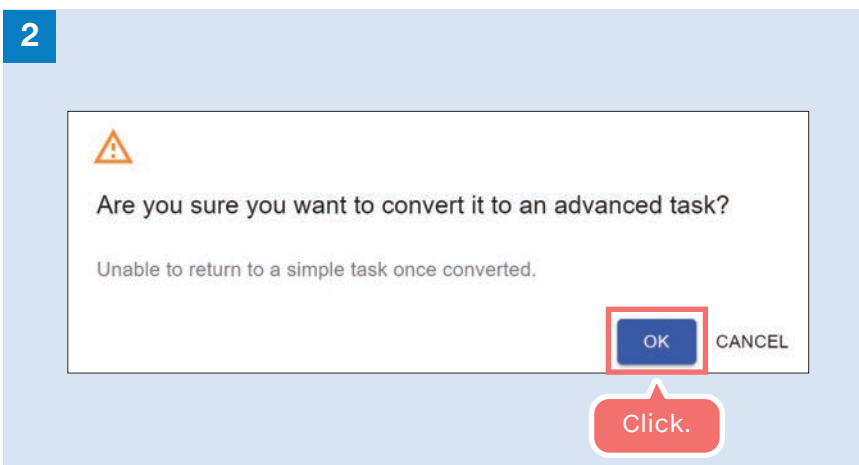 2
Are you sure you want to convert it to an advanced task?
Unable to return to a simple task once converted.
OK CANCEL
Click.